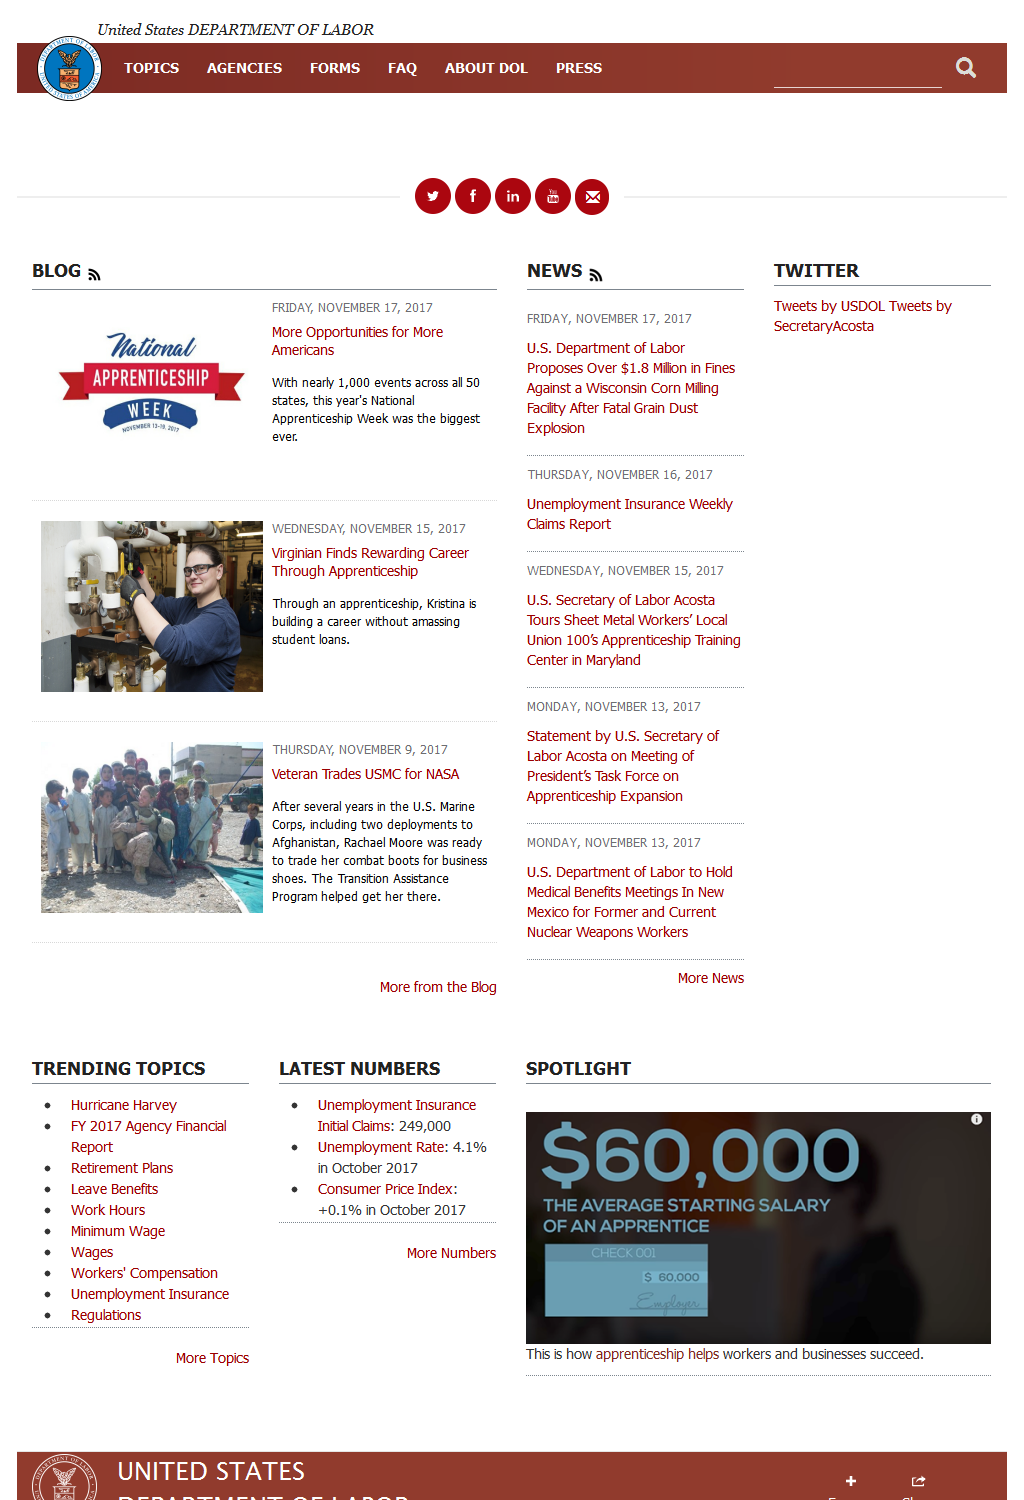 United States DEPARTMENT OF LABOR
TOPICS AGENCIES FORMS FAQ ABOUT DOL PRESS
BLOG
FRIDAY, NOVEMBER 17, 2017
More Opportunities for More
Americans
With nearly 1,000 events across all 50
states, this year's National
Apprenticeship Week was the biggest
ever.
National
APPRENTICESHIP
WEEK
NOVEMBER 13-19, 2017
WEDNESDAY, NOVEMBER 15, 2017
Virginian Finds Rewarding Career
Through Apprenticeship
Through an apprenticeship, Kristina is
building a career without amassing
student loans.
THURSDAY, NOVEMBER 9, 2017
Veteran Trades USMC for NASA
After several years in the U.S. Marine
Corps, including two deployments to
Afghanistan, Rachael Moore was ready
to trade her combat boots for business
shoes. The Transition Assistance
Program helped get her there.
More from the Blog
NEWS
FRIDAY, NOVEMBER 17, 2017
U.S. Department of Labor
Proposes Over $1.8 Million in Fines
Against a Wisconsin Corn Milling
Facility After Fatal Grain Dust
Explosion
THURSDAY, NOVEMBER 16, 2017
Unemployment Insurance Weekly
Claims Report
WEDNESDAY, NOVEMBER 15, 2017
U.S. Secretary of Labor Acosta
Tours Sheet Metal Workers’ Local
Union 100’s Apprenticeship Training
Center in Maryland
MONDAY, NOVEMBER 13, 2017
Statement by U.S. Secretary of
Labor Acosta on Meeting of
President’s Task Force on
Apprenticeship Expansion
MONDAY, NOVEMBER 13, 2017
U.S. Department of Labor to Hold
Medical Benefits Meetings In New
Mexico for Former and Current
Nuclear Weapons Workers
More News
TWITTER
Tweets by USDOL Tweets by
SecretaryAcosta
TRENDING TOPICS
Hurricane Harvey
FY 2017 Agency Financial
Report
Retirement Plans
Leave Benefits
Work Hours
Minimum Wage
Wages
Workers' Compensation
Unemployment Insurance
Regulations
More Topics
LATEST NUMBERS
Unemployment Insurance
Initial Claims: 249,000
Unemployment Rate: 4.1%
in October 2017
Consumer Price Index:
+0.1% in October 2017
More Numbers
SPOTLIGHT
$60,000
THE AVERAGE STARTING SALARY
OF AN APPRENTICE
CHECK 001
$ 60,000
Employer
This is how apprenticeship helps workers and businesses succeed.
UNITED STATES
DEPARTMENT OF LABOR